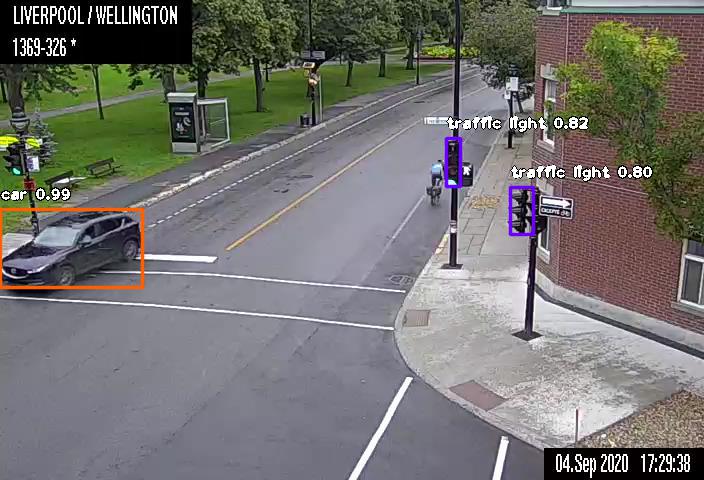 LIVERPOOL / WELLINGTON
1369-326 *
traffic light 0.82
traffic light 0.80
car 0.99
EXCEPTÉ
04.Sep 2020 17:29:38